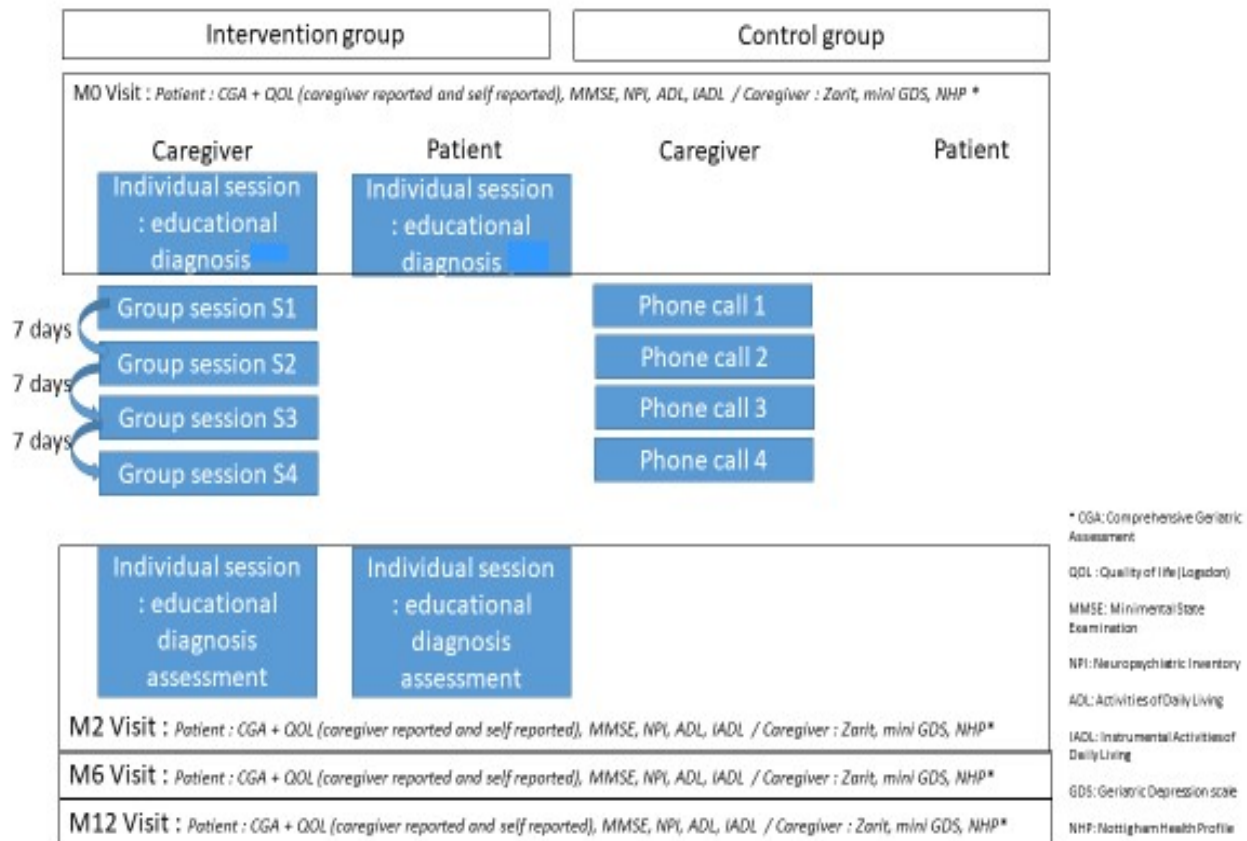 Intervention group
Control group
M0 Visit : Patient : CGA + QOL (caregiver reported and self reported), MMSE, NPI, ADL, IADL / Caregiver : Zarit, mini GDS, NHP *
Caregiver
Patient
Caregiver
Patient
Individual session
: educational
diagnosis
Individual session
: educational
diagnosis
Group session S1
Phone call 1
7 days
Group session S2
Phone call 2
7 days
Group session S3
Phone call 3
7 days
Group session S4
Phone call 4
Individual session
: educational
diagnosis
assessment
Individual session
: educational
diagnosis
assessment
M2 Visit : Patient : CGA + QOL (caregiver reported and self reported), MMSE, NPI, ADL, IADL / Caregiver : Zarit, mini GDS, NHP*
M6 Visit : Patient : CGA + QOL (caregiver reported and self reported), MMSE, NPI, ADL, IADL / Caregiver : Zarit, mini GDS, NHP*
M12 Visit : Patient : CGA + QOL (caregiver reported and self reported), MMSE, NPI, ADL, IADL / Caregiver : Zarit, mini GDS, NHP*
* CGA: Comprehensive Geriatric
Assessment
QOL : Quality of life (Logsdon)
MMSE: Minimental State
Examination
NPI: Neuropsychiatric Inventory
ADL: Activities of Daily Living
IADL: Instrumental Activities of
Daily Living
GDS: Geriatric Depression scale
NHP: Nottigham Health Profile